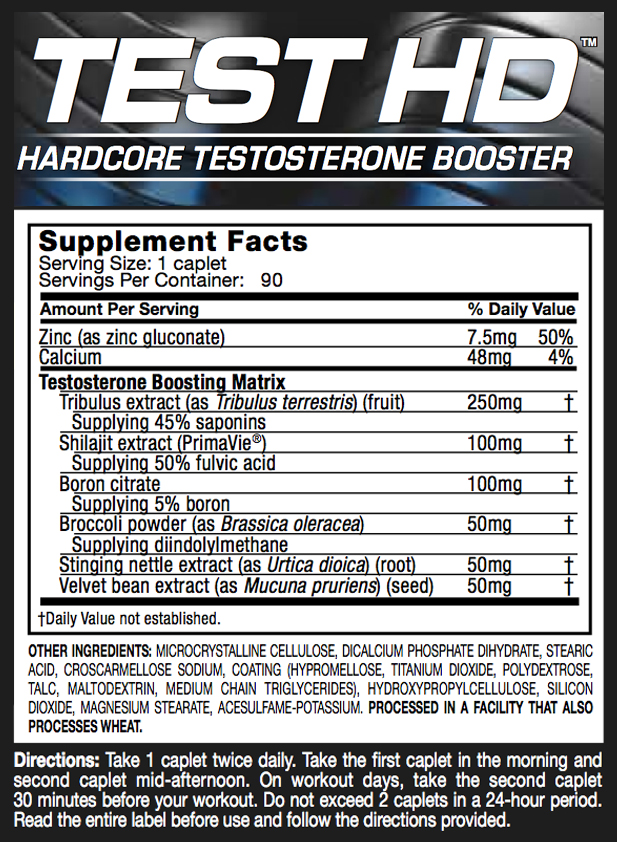 TEST HD™
HARDCORE TESTOSTERONE BOOSTER
Supplement Facts
Serving Size: 1 caplet
Servings Per Container: 90
Amount Per Serving % Daily Value
Zinc (as zinc gluconate) 7.5mg 50%
Calcium 48mg 4%
Testosterone Boosting Matrix
Tribulus extract (as Tribulus terrestris) (fruit) 250mg †
Supplying 45% saponins
Shilajit extract (PrimaVie®) 100mg †
Supplying 50% fulvic acid
Boron citrate 100mg †
Supplying 5% boron
Broccoli powder (as Brassica oleracea) 50mg †
Supplying diindolylmethane
Stinging nettle extract (as Urtica dioica) (root) 50mg †
Velvet bean extract (as Mucuna pruriens) (seed) 50mg †
†Daily Value not established.
OTHER INGREDIENTS: MICROCRYSTALLINE CELLULOSE, DICALCIUM PHOSPHATE DIHYDRATE, STEARIC
ACID, CROSCARMELLOSE SODIUM, COATING (HYPROMELLOSE, TITANIUM DIOXIDE, POLYDEXTROSE,
TALC, MALTODEXTRIN, MEDIUM CHAIN TRIGLYCERIDES), HYDROXYPROPYLCELLULOSE, SILICON
DIOXIDE, MAGNESIUM STEARATE, ACESULFAME-POTASSIUM. PROCESSED IN A FACILITY THAT ALSO
PROCESSES WHEAT.
Directions: Take 1 caplet twice daily. Take the first caplet in the morning and
second caplet mid-afternoon. On workout days, take the second caplet
30 minutes before your workout. Do not exceed 2 caplets in a 24-hour period.
Read the entire label before use and follow the directions provided.